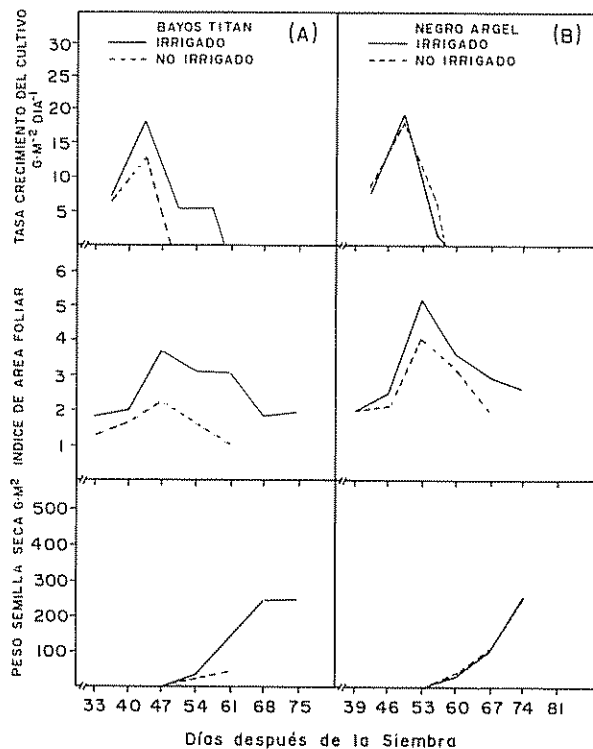 BAYOS TITAN
(A)
IRRIGADO
NO IRRIGADO
NEGRO ARGEL
(B)
IRRIGADO
NO IRRIGADO
TASA CRECIMIENTO DEL CULTIVO
G·M⁻² DIA⁻¹
30
25
20
15
10
5
INDICE DE AREA FOLIAR
6
5
4
3
2
1
PESO SEMILLA SECA G·M²
500
400
300
200
100
33 40 47 54 61 68 75
39 46 53 60 67 74 81
Días después de la Siembra